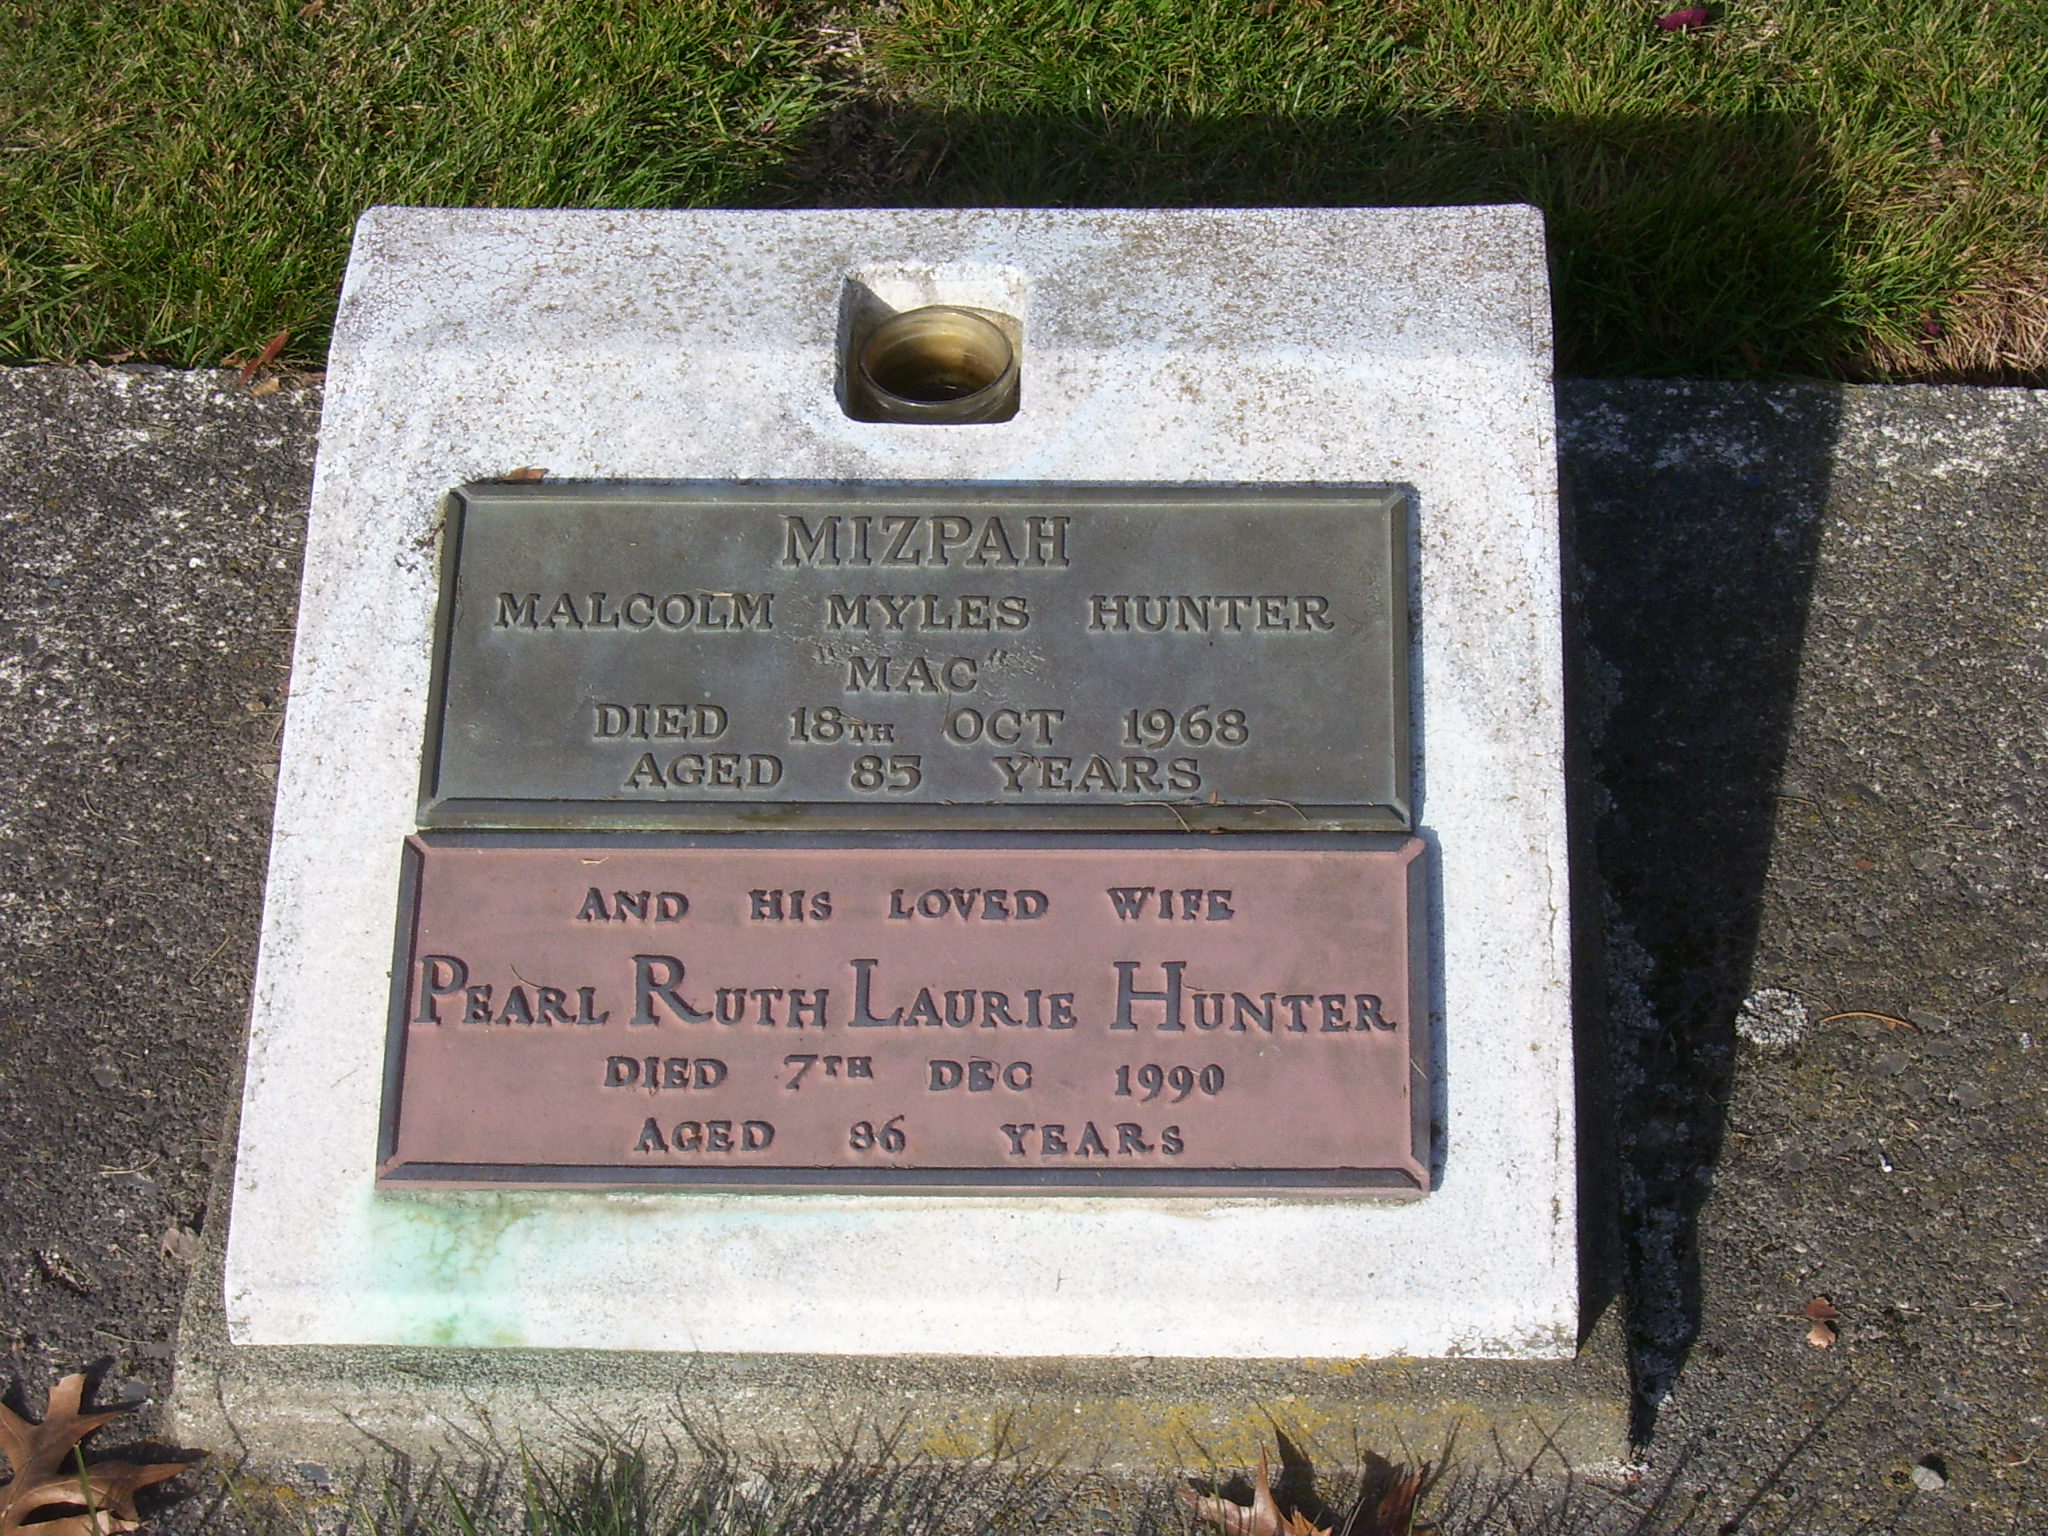 MIZPAH
MALCOLM MYLES HUNTER
"MAC"
DIED 18TH OCT 1968
AGED 85 YEARS
AND HIS LOVED WIFE
PEARL RUTH LAURIE HUNTER
DIED 7TH DEC 1990
AGED 86 YEARS